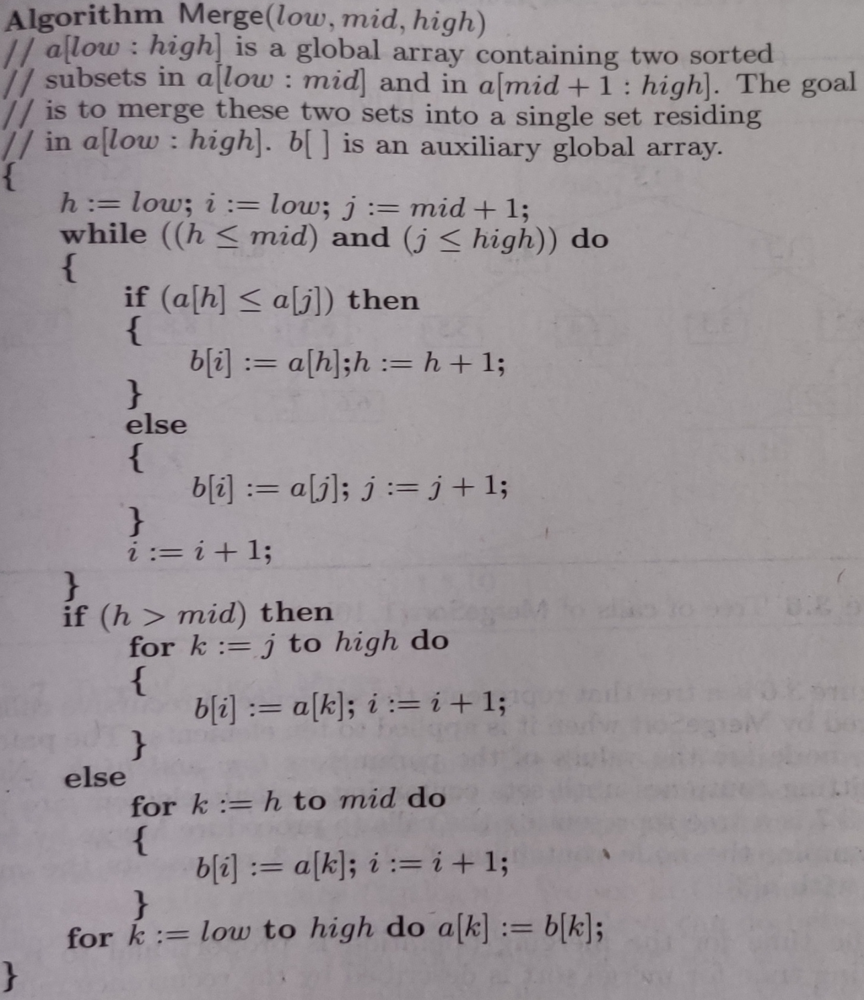 Algorithm Merge(low, mid, high)
// a[low : high] is a global array containing two sorted
// subsets in a[low : mid] and in a[mid + 1 : high]. The goal
// is to merge these two sets into a single set residing
// in a[low : high]. b[ ] is an auxiliary global array.
{
h := low; i := low; j := mid + 1;
while ((h ≤ mid) and (j ≤ high)) do
{
if (a[h] ≤ a[j]) then
{
b[i] := a[h];h := h + 1;
}
else
{
b[i] := a[j]; j := j + 1;
}
i := i + 1;
}
if (h > mid) then
for k := j to high do
{
b[i] := a[k]; i := i + 1;
}
else
for k := h to mid do
{
b[i] := a[k]; i := i + 1;
}
for k := low to high do a[k] := b[k];
}